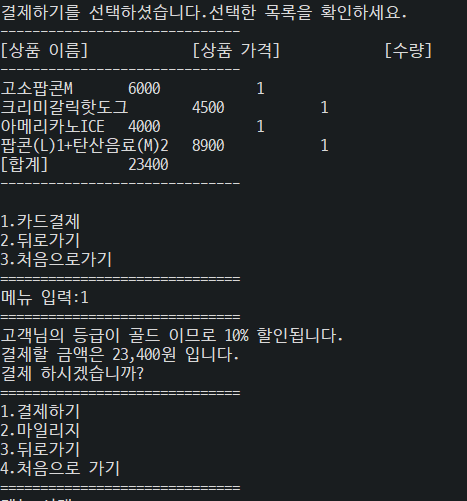 결제하기를 선택하셨습니다.선택한 목록을 확인하세요.
------------------------------
[상품 이름] [상품 가격] [수량]
------------------------------
고소팝콘M 6000 1
크리미갈릭핫도그 4500 1
아메리카노ICE 4000 1
팝콘(L)1+탄산음료(M)2 8900 1
[합계] 23400
------------------------------
1.카드결제
2.뒤로가기
3.처음으로가기
==============================
메뉴 입력:1
==============================
고객님의 등급이 골드 이므로 10% 할인됩니다.
결제할 금액은 23,400원 입니다.
결제 하시겠습니까?
==============================
1.결제하기
2.마일리지
3.뒤로가기
4.처음으로 가기
==============================